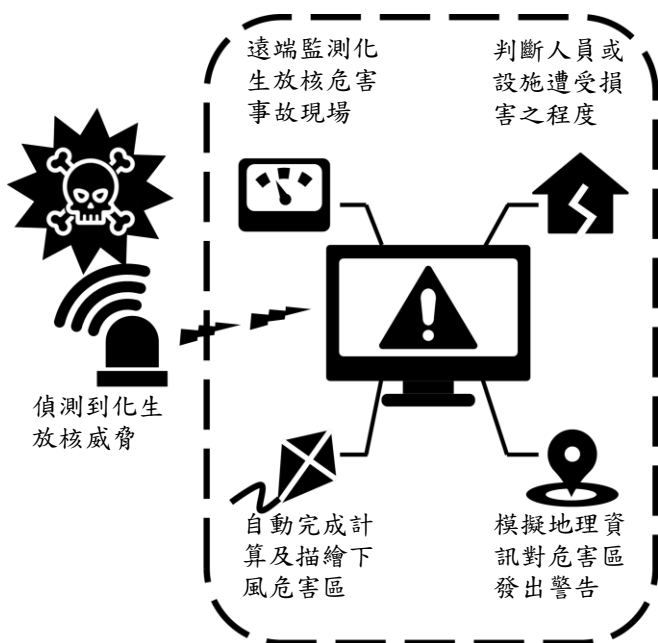 遠端監測化
生放核危害
事故現場
判斷人員或
設施遭受損
害之程度
偵測到化生
放核威脅
自動完成計
算及描繪下
風危害區
模擬地理資
訊對危害區
發出警告